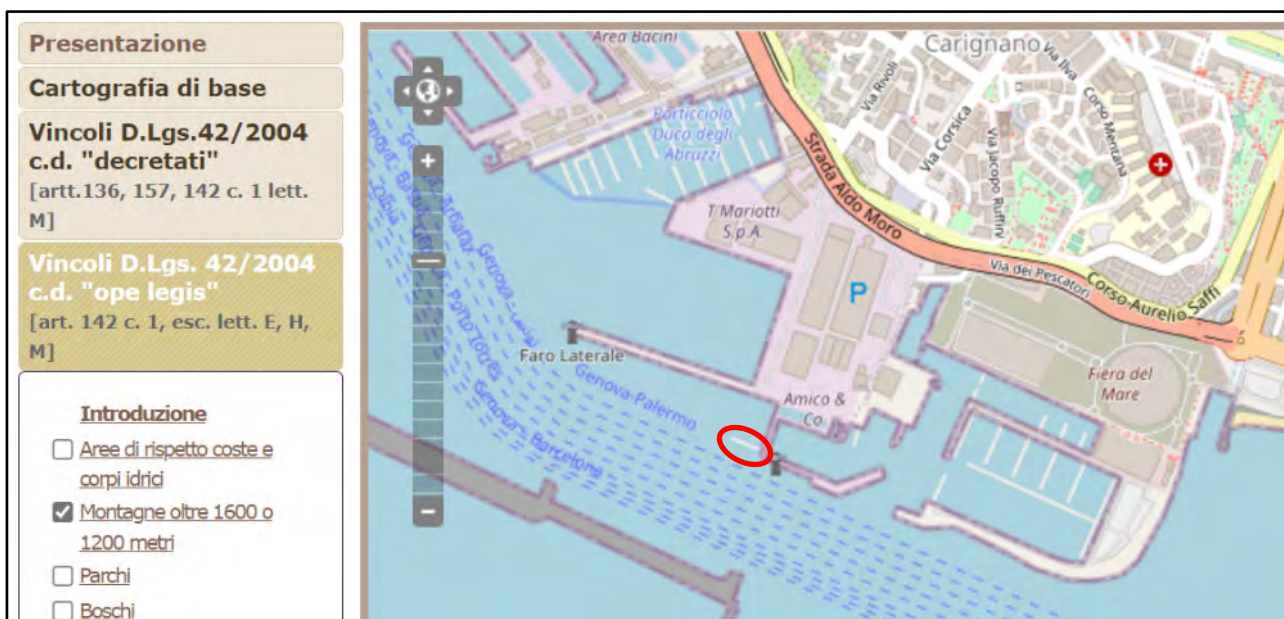 Presentazione
Cartografia di base
Vincoli D.Lgs.42/2004
c.d. "decretati"
[artt.136, 157, 142 c. 1 lett.
M]
Vincoli D.Lgs. 42/2004
c.d. "ope legis"
[art. 142 c. 1, esc. lett. E, H,
M]
Introduzione
Aree di rispetto coste e
corpi idrici
Montagne oltre 1600 o
1200 metri
Parchi
Boschi
Area Bacini
Carignano
Via Ilva
Corso Mentana
Via Rivoli
Via Corsica
Via Jacopo Ruffini
Porticciolo
Duca degli
Abruzzi
Strada Aldo Moro
T Mariotti
S.p.A.
P
Via dei Pescatori
Corso Aurelio Saffi
Faro Laterale
Genova-Palermo
Genova - Barcelona
Amico &
Co
Fiera del
Mare